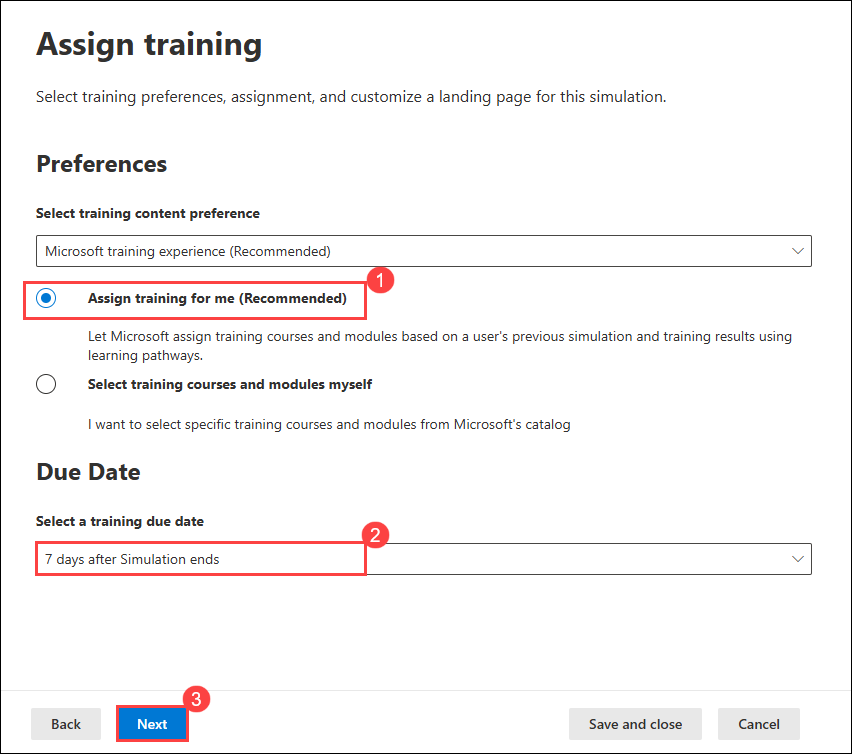 Assign training
Select training preferences, assignment, and customize a landing page for this simulation.
Preferences
Select training content preference
Microsoft training experience (Recommended)
1
Assign training for me (Recommended)
Let Microsoft assign training courses and modules based on a user's previous simulation and training results using
learning pathways.
Select training courses and modules myself
I want to select specific training courses and modules from Microsoft's catalog
Due Date
Select a training due date
2
7 days after Simulation ends
3
Back
Next
Save and close
Cancel